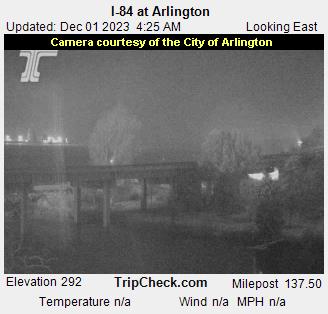 I-84 at Arlington
Updated: Dec 01 2023 4:25 AM Looking East
Camera courtesy of the City of Arlington
Elevation 292 TripCheck.com Milepost 137.50
Temperature n/a Wind n/a MPH n/a